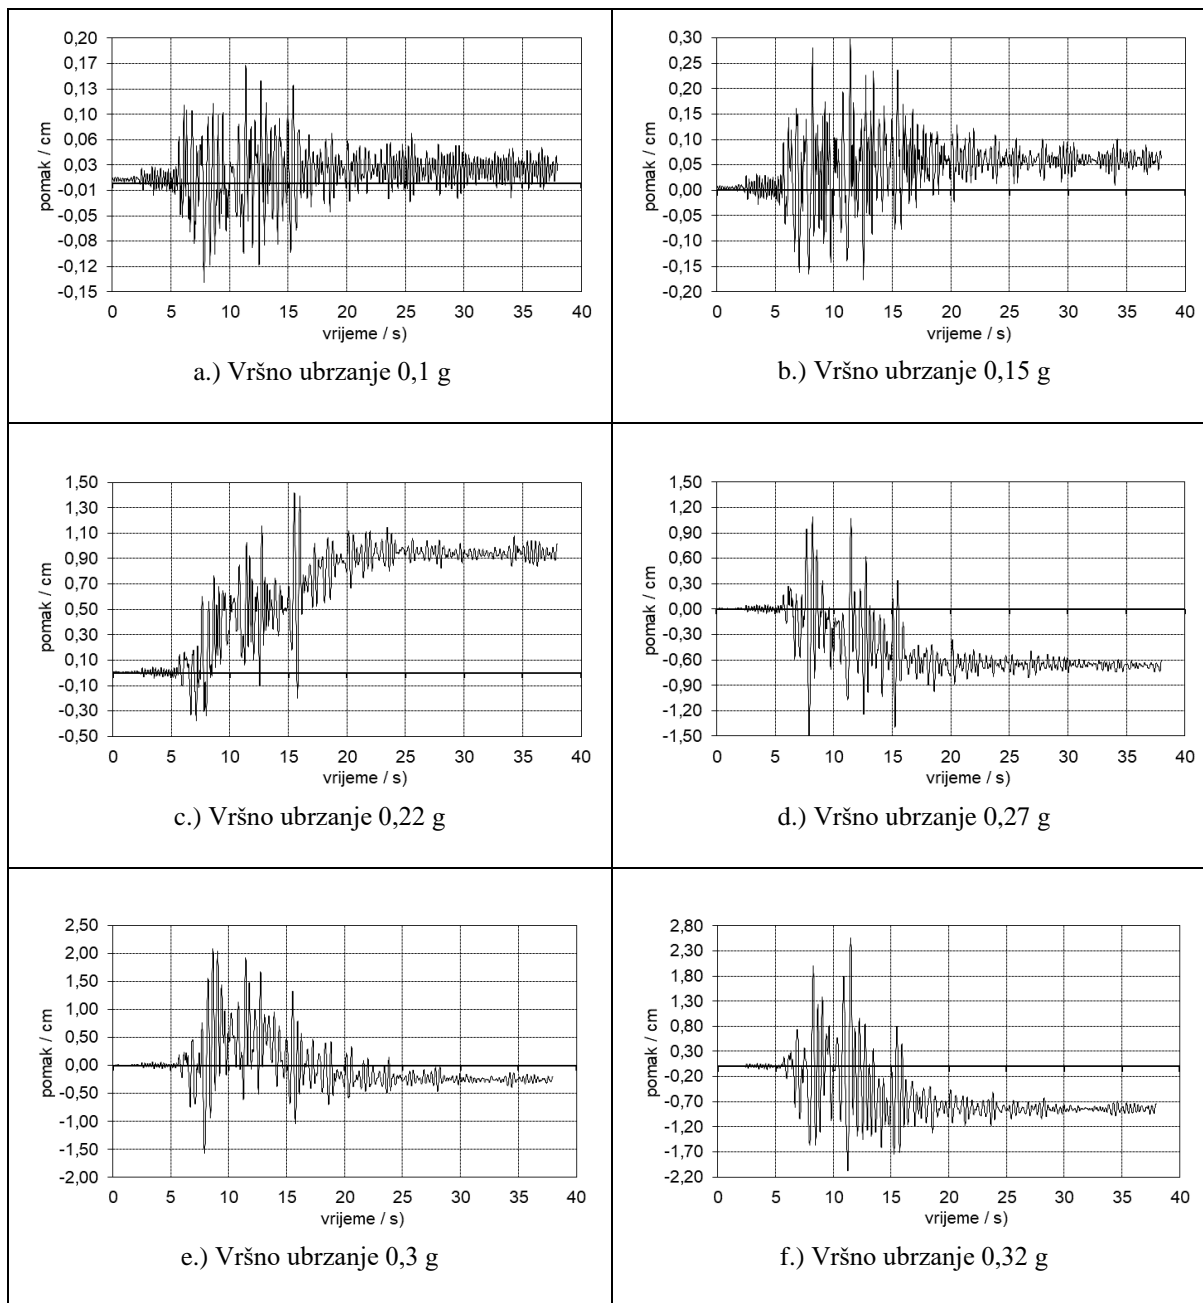 0,20
0,17
0,13
0,10
0,06
0,03
-0,01
-0,05
-0,08
-0,12
-0,15
pomak / cm
0 5 10 15 20 25 30 35 40
vrijeme / s)
a.) Vršno ubrzanje 0,1 g
0,30
0,25
0,20
0,15
0,10
0,05
0,00
-0,05
-0,10
-0,15
-0,20
pomak / cm
0 5 10 15 20 25 30 35 40
vrijeme / s)
b.) Vršno ubrzanje 0,15 g
1,50
1,30
1,10
0,90
0,70
0,50
0,30
0,10
-0,10
-0,30
-0,50
pomak / cm
0 5 10 15 20 25 30 35 40
vrijeme / s)
c.) Vršno ubrzanje 0,22 g
1,50
1,20
0,90
0,60
0,30
0,00
-0,30
-0,60
-0,90
-1,20
-1,50
pomak / cm
0 5 10 15 20 25 30 35 40
vrijeme / s)
d.) Vršno ubrzanje 0,27 g
2,50
2,00
1,50
1,00
0,50
0,00
-0,50
-1,00
-1,50
-2,00
pomak / cm
0 5 10 15 20 25 30 35 40
vrijeme / s)
e.) Vršno ubrzanje 0,3 g
2,80
2,30
1,80
1,30
0,80
0,30
-0,20
-0,70
-1,20
-1,70
-2,20
pomak / cm
0 5 10 15 20 25 30 35 40
vrijeme / s)
f.) Vršno ubrzanje 0,32 g